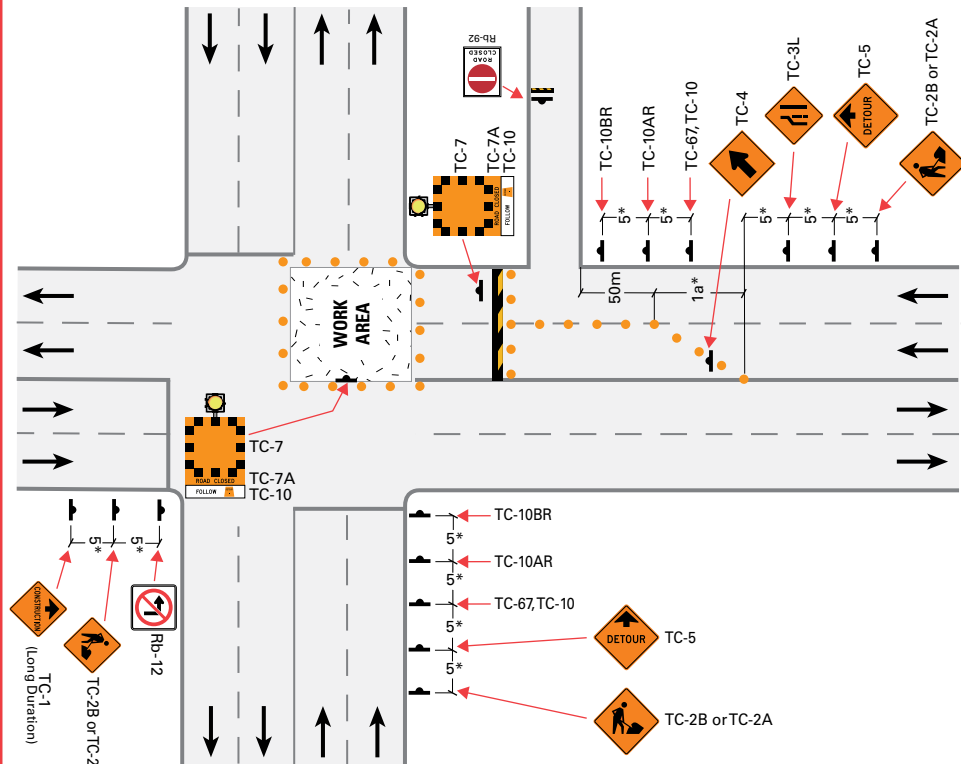 Rb-92
ROAD
CLOSED
TC-7
TC-7A
TC-10
ROAD CLOSED
FOLLOW
TC-10BR
TC-10AR
TC-67, TC-10
TC-4
TC-3L
TC-5
DETOUR
TC-2B or TC-2A
5*
5*
5*
5*
5*
50m
1a*
WORK
AREA
TC-7
TC-7A
TC-10
ROAD CLOSED
FOLLOW
5*
5*
CONSTRUCTION
TC-1
(Long Duration)
TC-2B or TC-2
Rb-12
TC-10BR
5*
TC-10AR
5*
TC-67, TC-10
5*
DETOUR
TC-5
5*
TC-2B or TC-2A